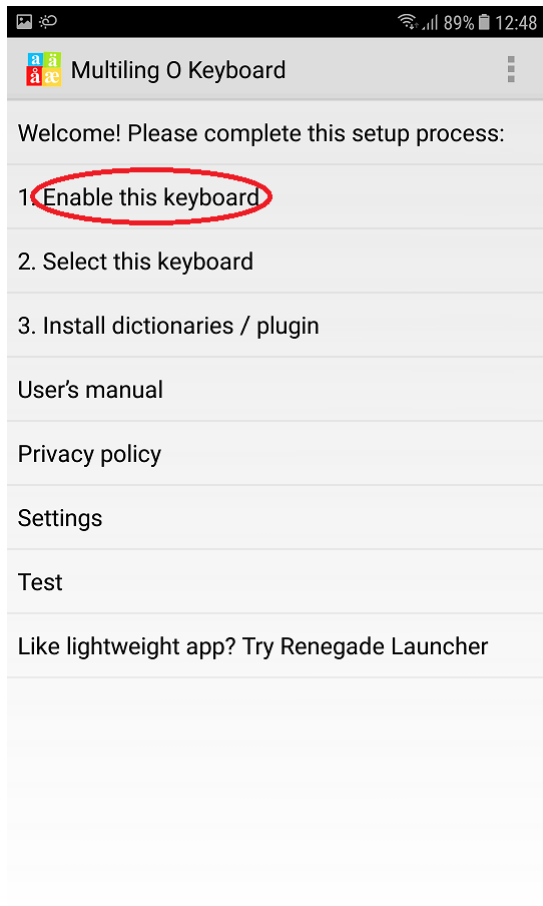 89% 12:48
Multiling O Keyboard
Welcome! Please complete this setup process:
1. Enable this keyboard
2. Select this keyboard
3. Install dictionaries / plugin
User's manual
Privacy policy
Settings
Test
Like lightweight app? Try Renegade Launcher